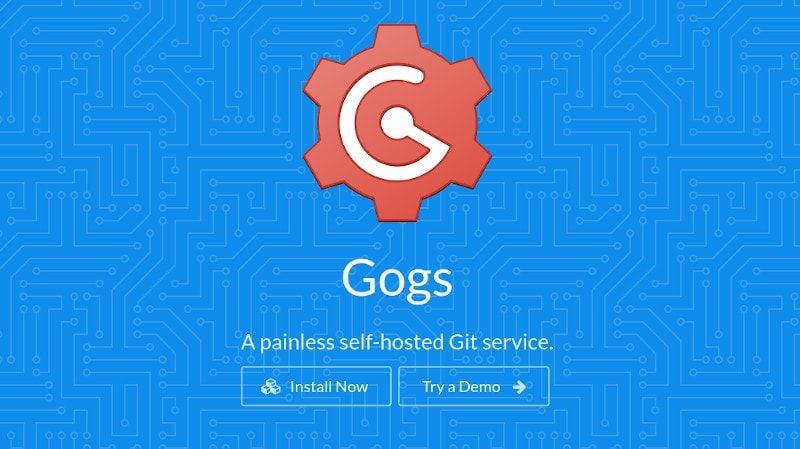 Gogs
A painless self-hosted Git service.
Install Now
Try a Demo